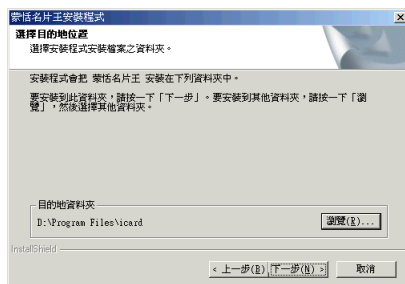 蒙恬名片王安裝程式
選擇目的地位置
選擇安裝程式安裝檔案之資料夾。
安裝程式會把 蒙恬名片王 安裝在下列資料夾中。
要安裝到此資料夾，請按一下「下一步」。要安裝到其他資料夾，請按一下「瀏
覽」，然後選擇其他資料夾。
目的地資料夾
D:\Program Files\icard
瀏覽(R)...
InstallShield
< 上一步(B) 下一步(N) > 取消